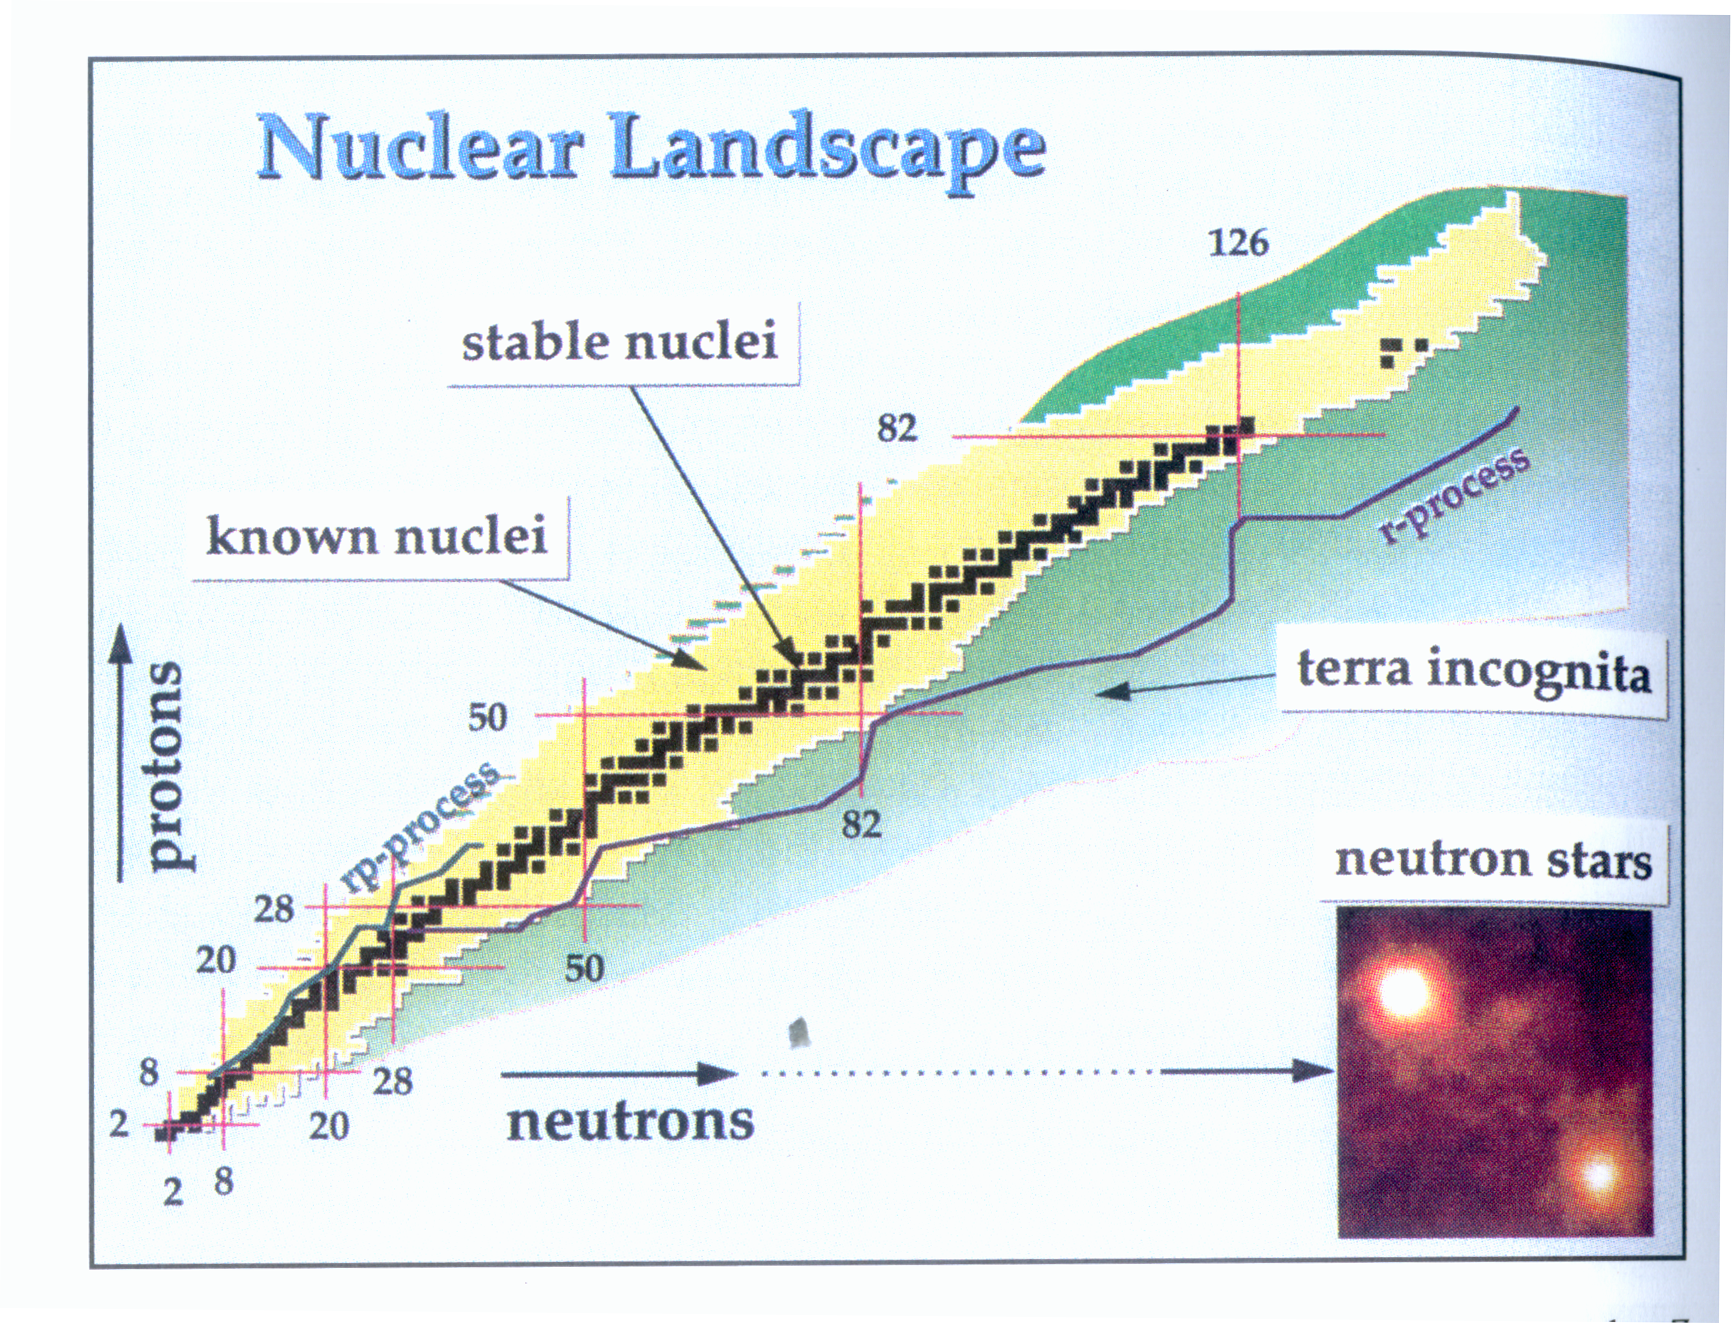 Nuclear Landscape
126
stable nuclei
82
known nuclei
r-process
terra incognita
protons
50
rp-process
82
neutron stars
28
20
50
8
28
neutrons
2
20
8
2